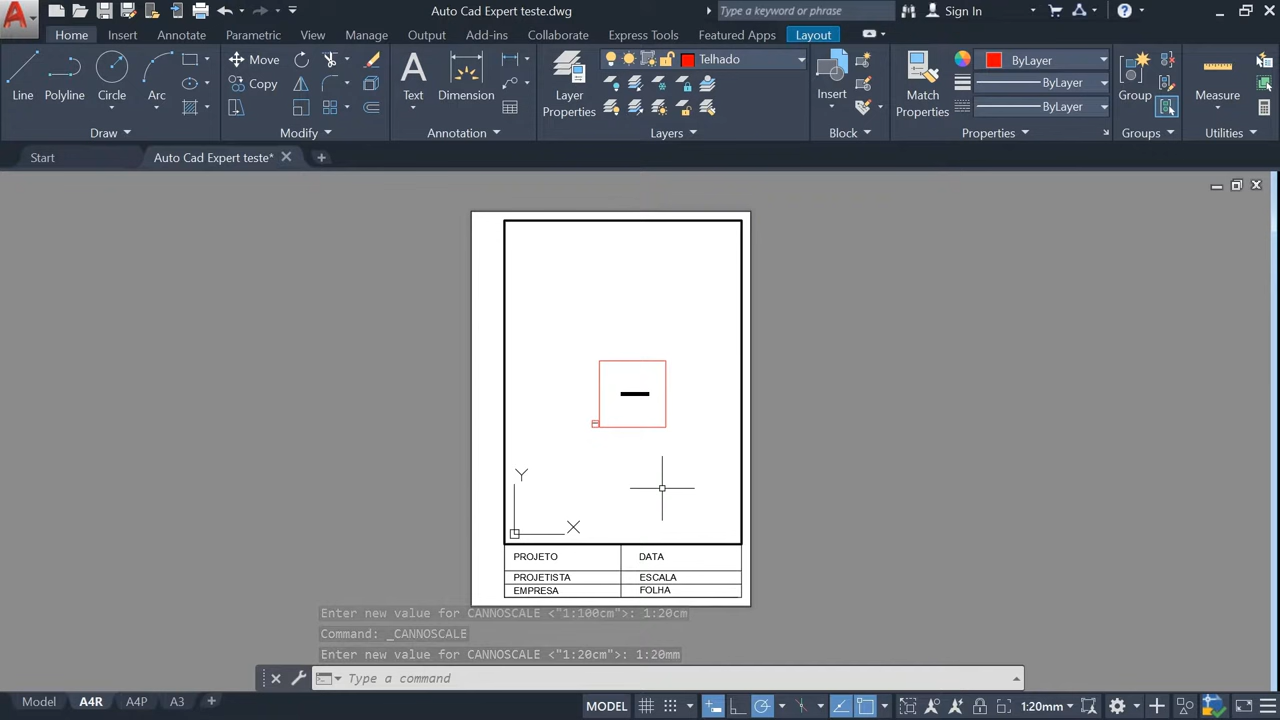 Auto Cad Expert teste.dwg
Type a keyword or phrase
Sign In
Home
Insert
Annotate
Parametric
View
Manage
Output
Add-ins
Collaborate
Express Tools
Featured Apps
Layout
Line
Polyline
Circle
Arc
Draw
Move
Copy
Modify
Text
Dimension
Annotation
Layer
Properties
Telhado
Layers
Insert
Block
Match
Properties
ByLayer
ByLayer
ByLayer
Properties
Group
Groups
Measure
Utilities
Start
Auto Cad Expert teste*
Y
X
PROJETO
DATA
PROJETISTA
ESCALA
EMPRESA
FOLHA
Enter new value for CANNOSCALE <"1:100cm">: 1:20cm
Command: _CANNOSCALE
Enter new value for CANNOSCALE <"1:20cm">: 1:20mm
Type a command
Model
A4R
A4P
A3
MODEL
1:20mm